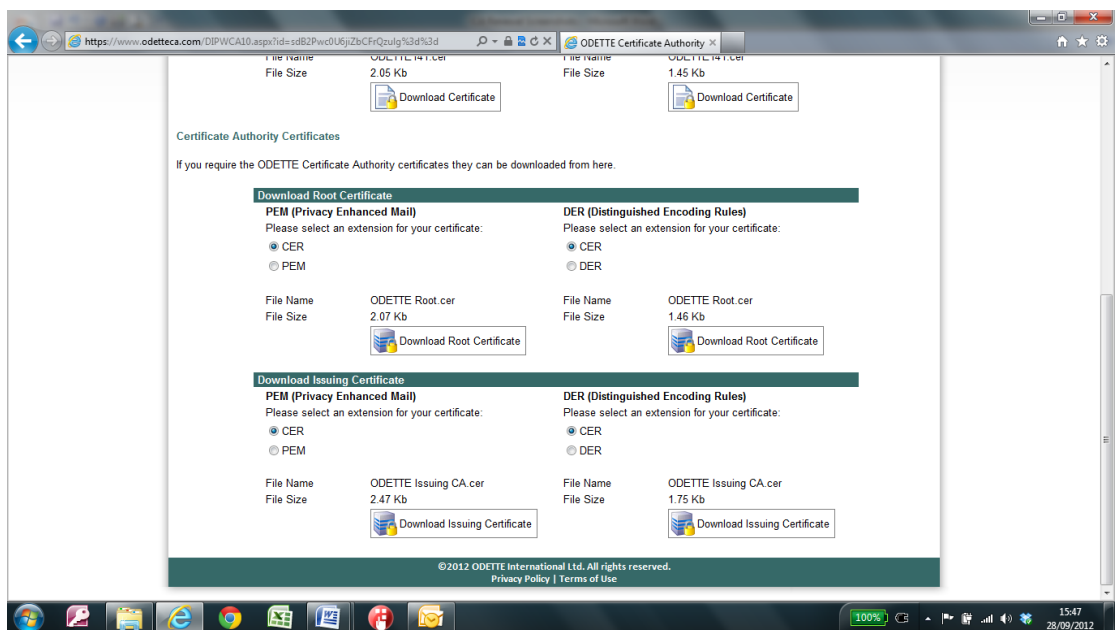 https://www.odetteca.com/DIPWCA10.aspx?id=sdB2Pwc0U6jiZbCFrQzulg%3d%3d
ODETTE Certificate Authority
File Name ODETTE141.cer File Name ODETTE141.cer
File Size 2.05 Kb File Size 1.45 Kb
Download Certificate Download Certificate
Certificate Authority Certificates
If you require the ODETTE Certificate Authority certificates they can be downloaded from here.
Download Root Certificate
PEM (Privacy Enhanced Mail) DER (Distinguished Encoding Rules)
Please select an extension for your certificate: Please select an extension for your certificate:
CER CER
PEM DER
File Name ODETTE Root.cer File Name ODETTE Root.cer
File Size 2.07 Kb File Size 1.46 Kb
Download Root Certificate Download Root Certificate
Download Issuing Certificate
PEM (Privacy Enhanced Mail) DER (Distinguished Encoding Rules)
Please select an extension for your certificate: Please select an extension for your certificate:
CER CER
PEM DER
File Name ODETTE Issuing CA.cer File Name ODETTE Issuing CA.cer
File Size 2.47 Kb File Size 1.75 Kb
Download Issuing Certificate Download Issuing Certificate
©2012 ODETTE International Ltd. All rights reserved.
Privacy Policy | Terms of Use
100%
15:47
28/09/2012